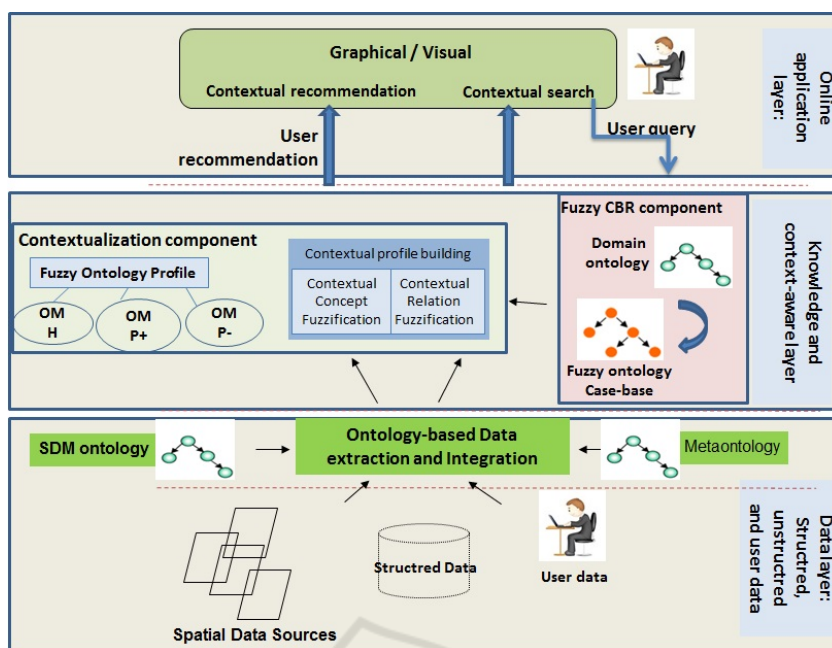 Graphical / Visual
Contextual recommendation
Contextual search
User
recommendation
User query
Online
application
layer:
Fuzzy CBR component
Contextualization component
Domain
ontology
Fuzzy Ontology Profile
Contextual profile building
Contextual
Concept
Fuzzification
Contextual
Relation
Fuzzification
OM
H
OM
P+
OM
P-
Fuzzy ontology
Case-base
Knowledge and
context-aware layer
SDM ontology
Ontology-based Data
extraction and Integration
Metaontology
Structred Data
User data
Spatial Data Sources
Data layer:
Structred,
unstructred
and user data